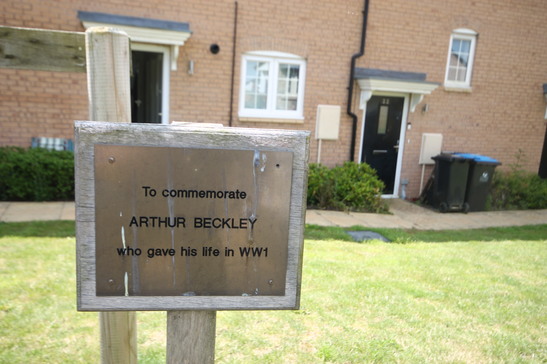 To commemorate
ARTHUR BECKLEY
who gave his life in WW1